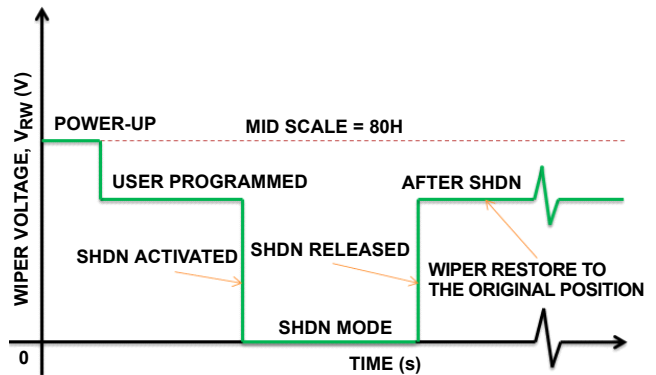 WIPER VOLTAGE, VRW (V)
POWER-UP
MID SCALE = 80H
USER PROGRAMMED
AFTER SHDN
SHDN ACTIVATED
SHDN RELEASED
WIPER RESTORE TO
THE ORIGINAL POSITION
SHDN MODE
0
TIME (s)